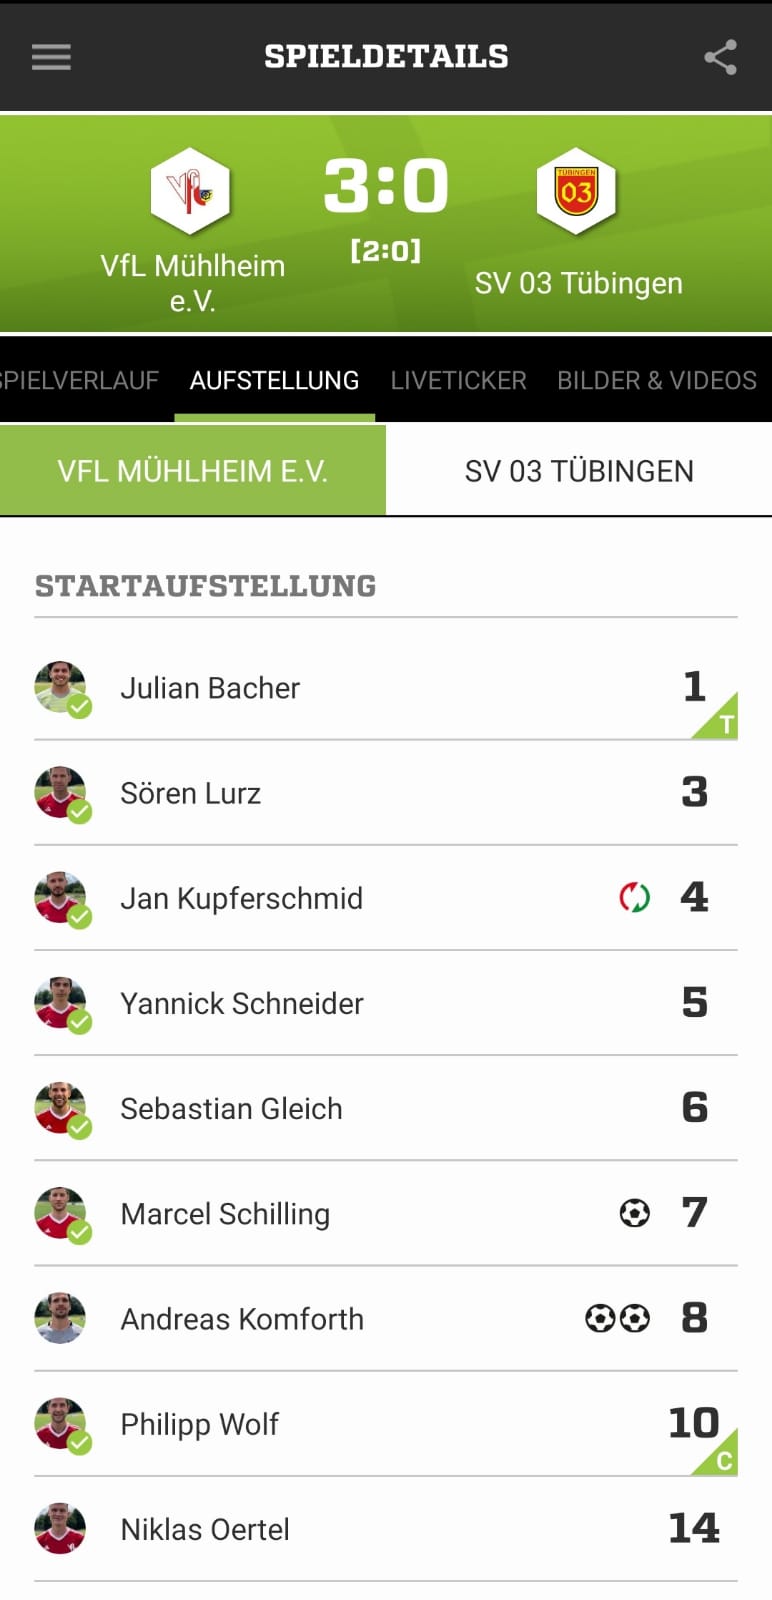 SPIELDETAILS
TÜBINGEN
03
3:0
[2:0]
VfL Mühlheim
e.V.
SV 03 Tübingen
SPIELVERLAUF AUFSTELLUNG LIVETICKER BILDER & VIDEOS
VFL MÜHLHEIM E.V. SV 03 TÜBINGEN
STARTAUFSTELLUNG
Julian Bacher 1
T
Sören Lurz 3
Jan Kupferschmid 4
Yannick Schneider 5
Sebastian Gleich 6
Marcel Schilling 7
Andreas Komforth 8
Philipp Wolf 10
C
Niklas Oertel 14